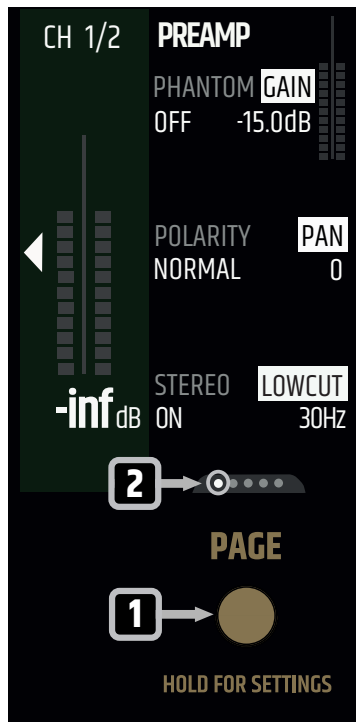 CH 1/2 PREAMP
PHANTOM GAIN
OFF -15.0dB
POLARITY PAN
NORMAL 0
STEREO LOWCUT
-inf dB ON 30Hz
2
PAGE
1
HOLD FOR SETTINGS